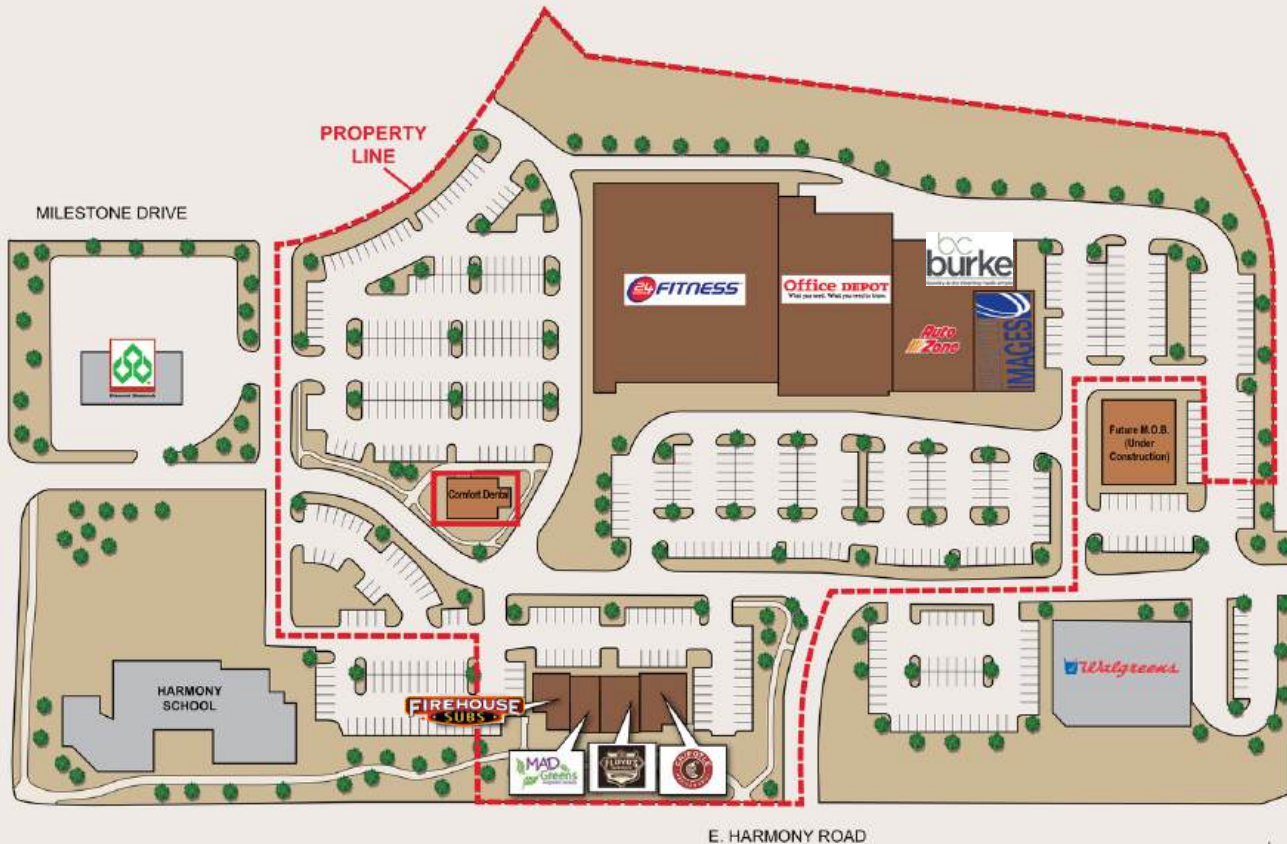 PROPERTY
LINE
MILESTONE DRIVE
24
FITNESS
Office DEPOT
What you need. What you need to know.
bc
burke
Auto
Zone
IMAGES
Future M.O.B.
(Under
Construction)
Comfort Dental
HARMONY
SCHOOL
FIREHOUSE
SUBS
MAD
Greens
FLOYD'S
CHIPOTLE
Walgreens
E. HARMONY ROAD